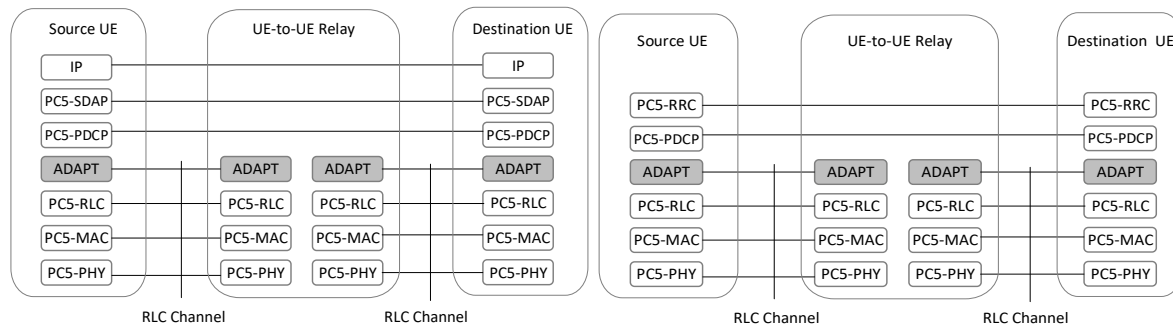 Source UE UE-to-UE Relay Destination UE
IP IP
PC5-SDAP PC5-SDAP
PC5-PDCP PC5-PDCP
ADAPT ADAPT ADAPT ADAPT
PC5-RLC PC5-RLC PC5-RLC PC5-RLC
PC5-MAC PC5-MAC PC5-MAC PC5-MAC
PC5-PHY PC5-PHY PC5-PHY PC5-PHY
RLC Channel RLC Channel
Source UE UE-to-UE Relay Destination UE
PC5-RRC PC5-RRC
PC5-PDCP PC5-PDCP
ADAPT ADAPT ADAPT ADAPT
PC5-RLC PC5-RLC PC5-RLC PC5-RLC
PC5-MAC PC5-MAC PC5-MAC PC5-MAC
PC5-PHY PC5-PHY PC5-PHY PC5-PHY
RLC Channel RLC Channel